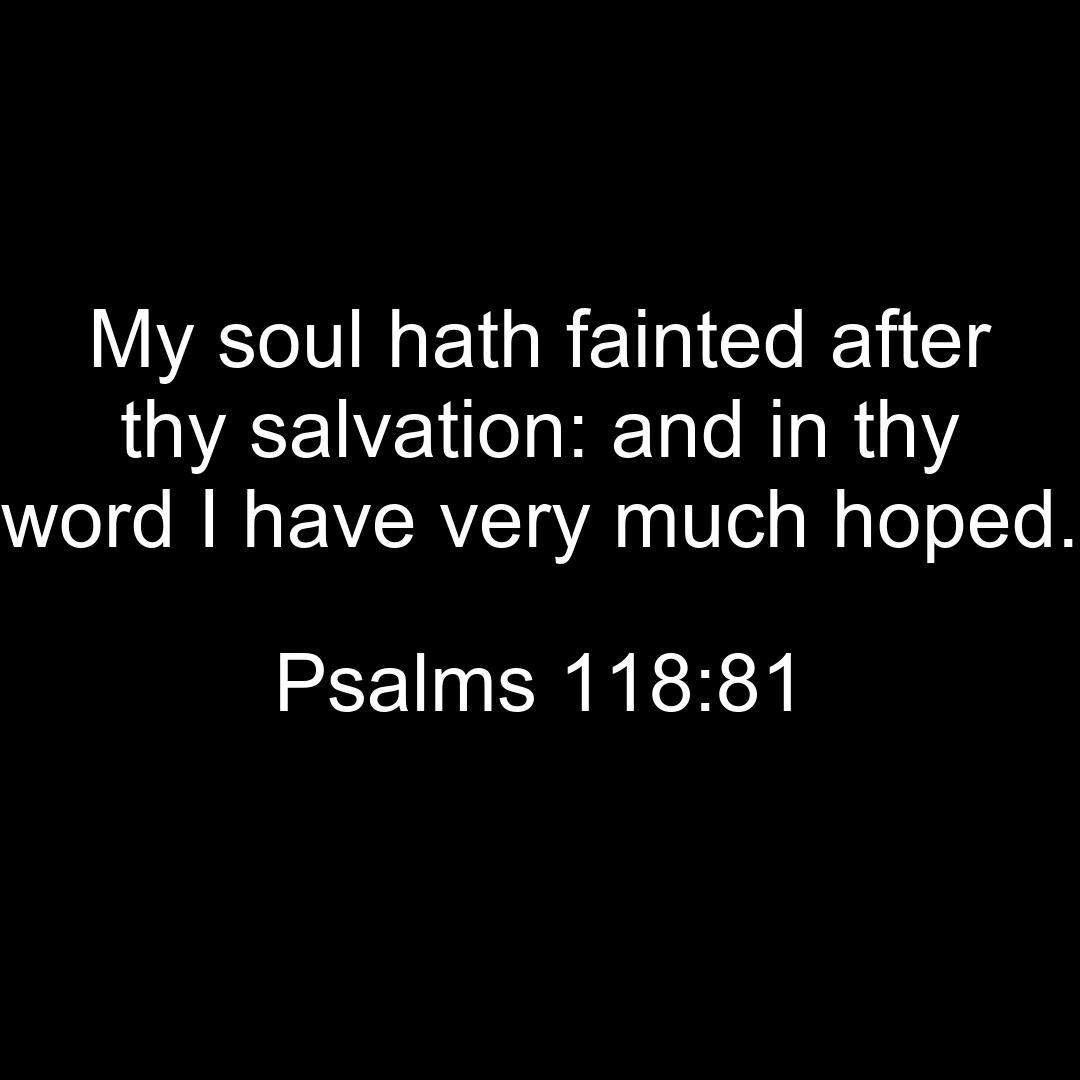 My soul hath fainted after
thy salvation: and in thy
word I have very much hoped.
Psalms 118:81